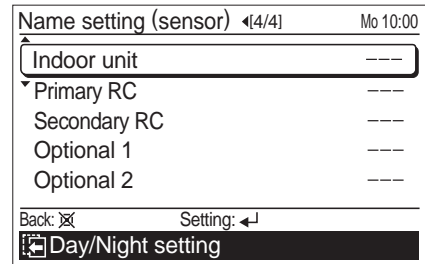 Name setting (sensor) ◂[4/4] Mo 10:00
Indoor unit −−−
Primary RC −−−
Secondary RC −−−
Optional 1 −−−
Optional 2 −−−
Back: Setting:
Day/Night setting